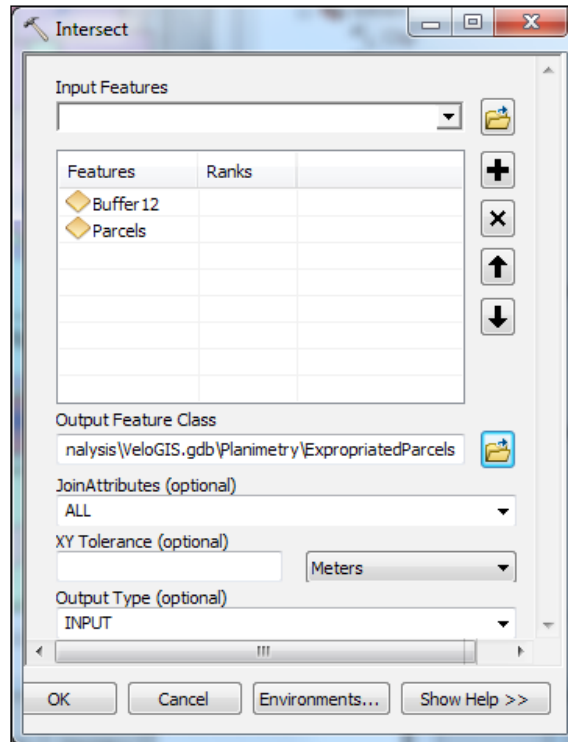 Intersect
Input Features
Features Ranks
Buffer12
Parcels
Output Feature Class
nalysis\VeloGIS.gdb\Planimetry\ExpropriatedParcels
JoinAttributes (optional)
ALL
XY Tolerance (optional)
Meters
Output Type (optional)
INPUT
OK Cancel Environments... Show Help >>